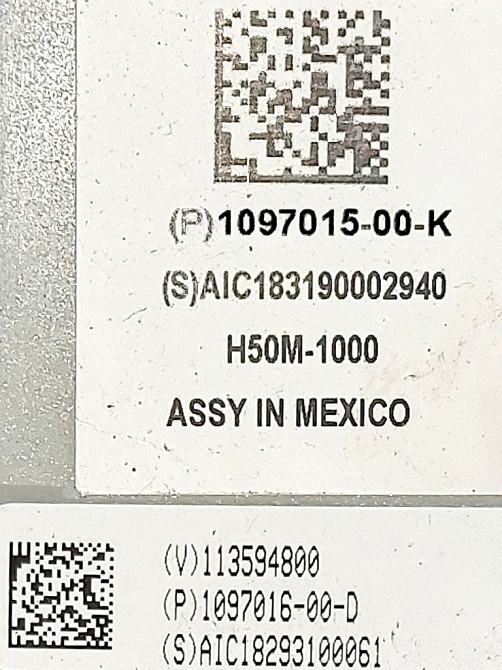 (P)1097015-00-K
(S)AIC183190002940
H50M-1000
ASSY IN MEXICO
(V)113594800
(P)1097016-00-D
(S)AIC18293100061